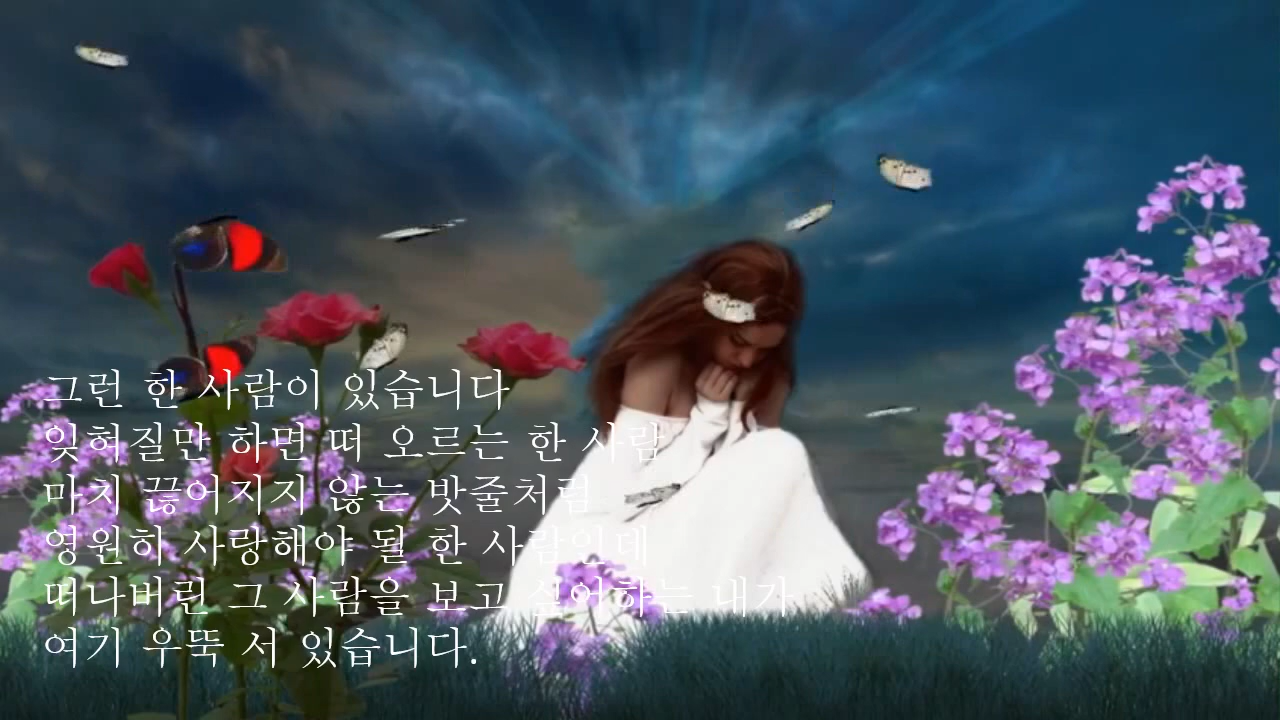 그런 한 사람이 있습니다
잊혀질만 하면 떠 오르는 한 사람
마치 끊어지지 않는 밧줄처럼
영원히 사랑해야 될 한 사람인데
떠나버린 그 사람을 보고 싶어하는 내가
여기 우뚝 서 있습니다.